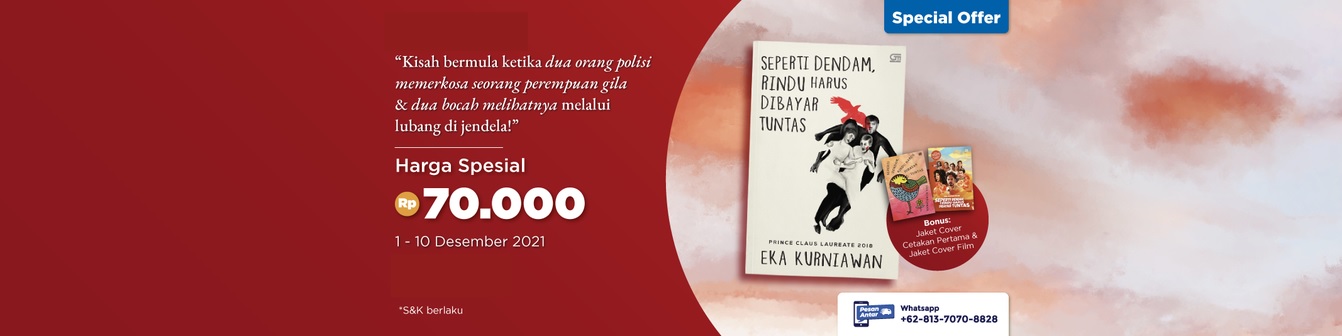 Special Offer
“Kisah bermula ketika dua orang polisi
memerkosa seorang perempuan gila
& dua bocah melihatnya melalui
lubang di jendela!”
Harga Spesial
Rp 70.000
1 - 10 Desember 2021
*S&K berlaku
SEPERTI DENDAM,
RINDU HARUS
DIBAYAR
TUNTAS
PRINCE CLAUS LAUREATE 2018
EKA KURNIAWAN
Bonus:
Jaket Cover
Cetakan Pertama &
Jaket Cover Film
Pesan
Antar
Whatsapp
+62-813-7070-8828